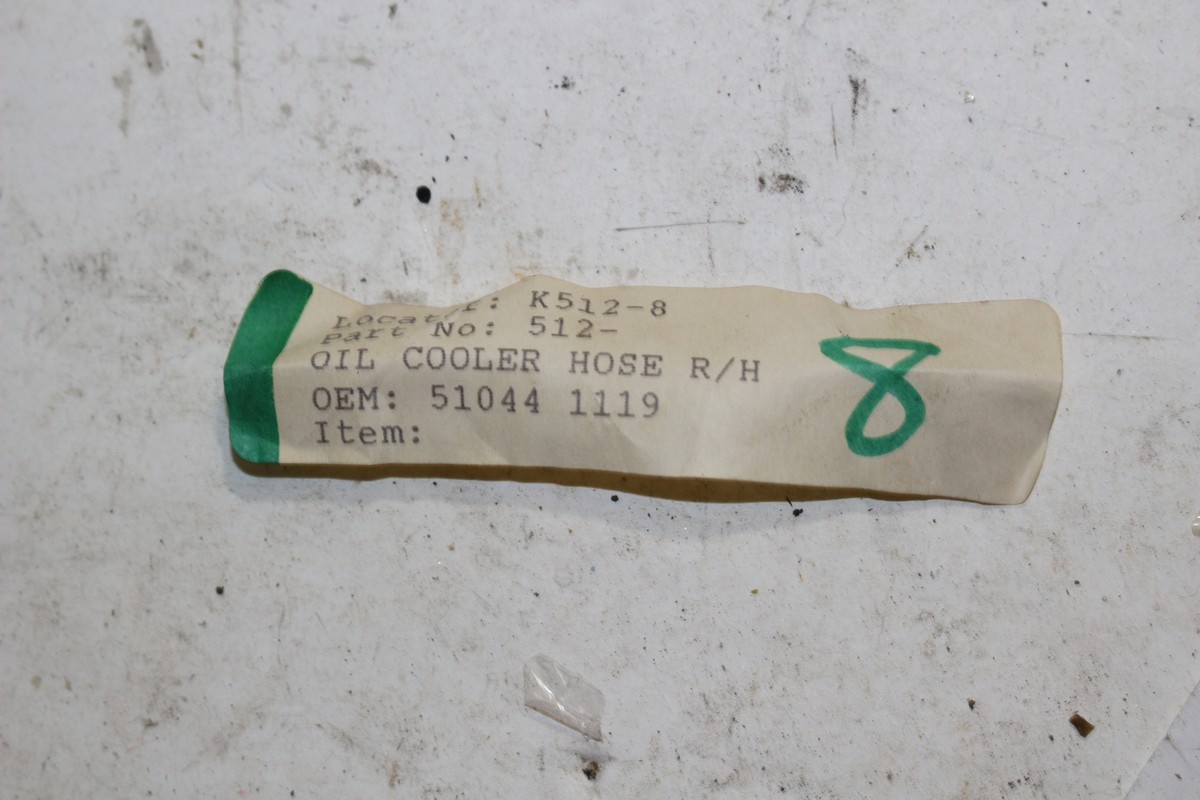 K512-8
Part No: 512-
OIL COOLER HOSE R/H
OEM: 51044 1119
Item:
8